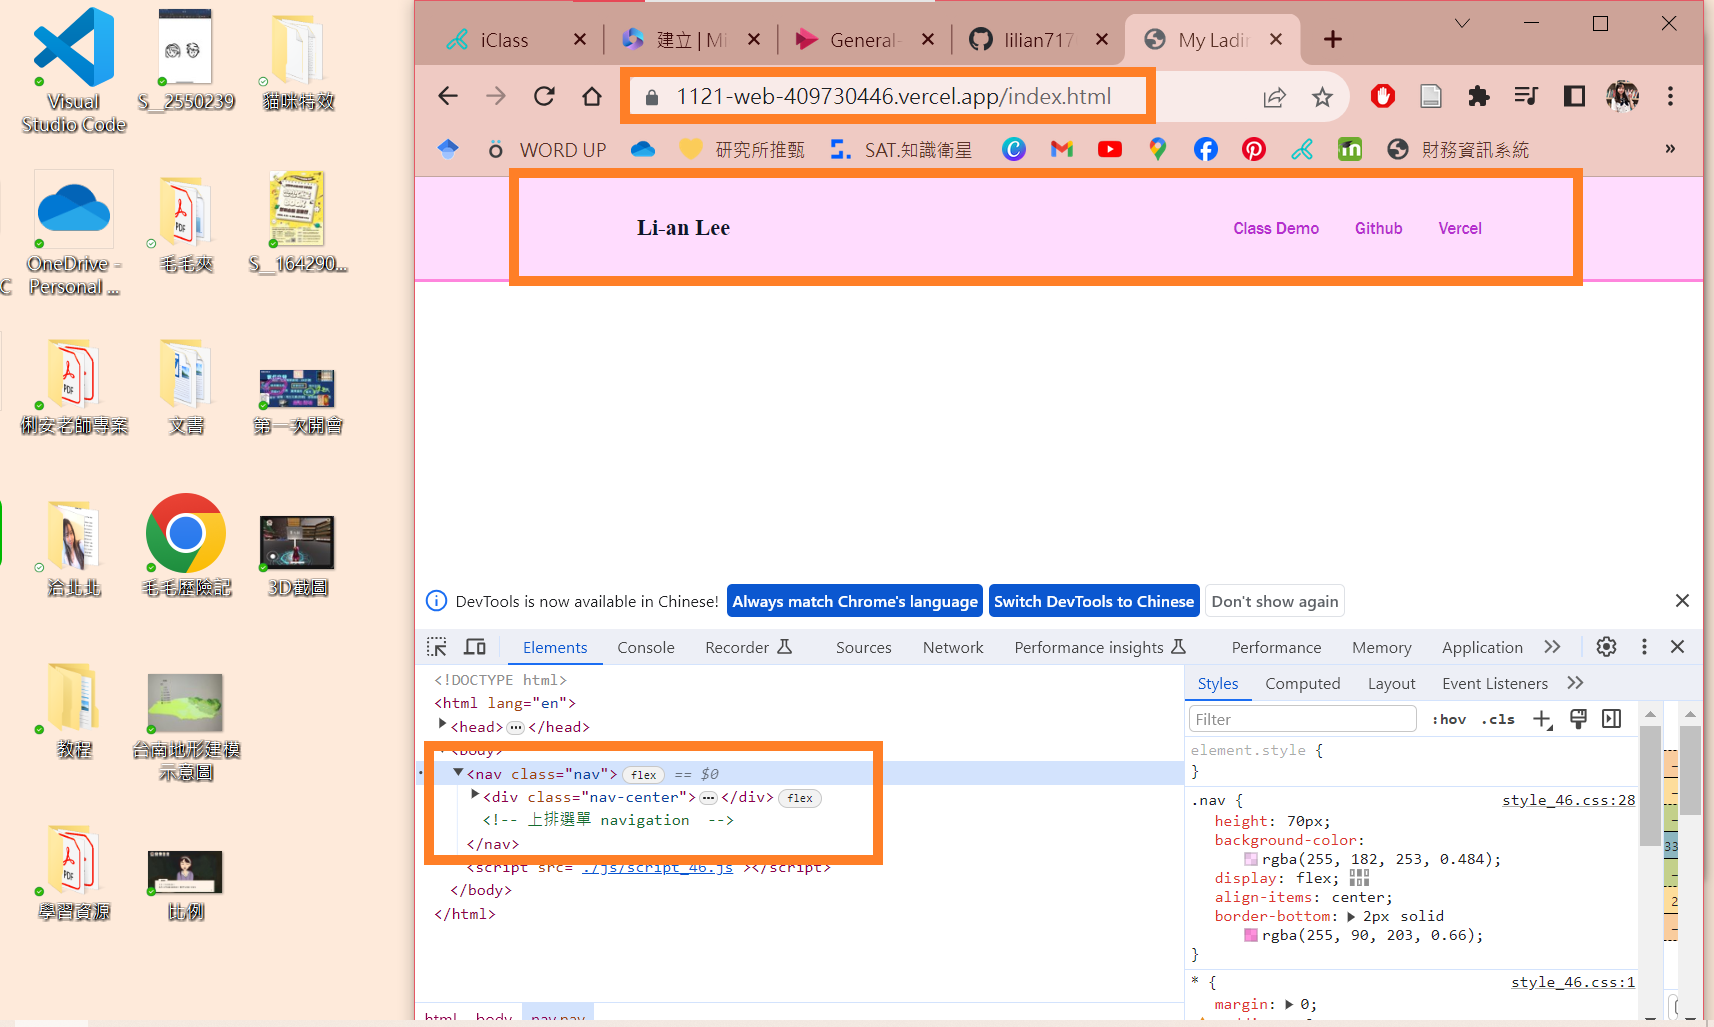 Visual
Studio Code
S__2550239
貓咪特效
OneDrive -
Personal ...
毛毛夾
S__164290...
C
俐安老師專案
文書
第一次開會
洽北北
毛毛歷險記
3D截圖
教程
台南地形建模
示意圖
學習資源
比例
iClass
建立 | Mi
General-
lilian717
My Ladin
1121-web-409730446.vercel.app/index.html
WORD UP
研究所推甄
SAT.知識衛星
財務資訊系統
»
Li-an Lee
Class Demo
Github
Vercel
DevTools is now available in Chinese!
Always match Chrome's language
Switch DevTools to Chinese
Don't show again
Elements
Console
Recorder
Sources
Network
Performance insights
Performance
Memory
Application
<!DOCTYPE html>
<html lang="en">
<head> ... </head>
<body>
<nav class="nav"> flex == $0
<div class="nav-center"> ... </div> flex
<!-- 上排選單 navigation -->
</nav>
<script src="./js/script_46.js"></script>
</body>
</html>
html body nav.nav
Styles
Computed
Layout
Event Listeners
Filter
:hov .cls
element.style {
}
.nav { style_46.css:28
height: 70px;
background-color:
rgba(255, 182, 253, 0.484);
display: flex;
align-items: center;
border-bottom: 2px solid
rgba(255, 90, 203, 0.66);
}
* { style_46.css:1
margin: 0;